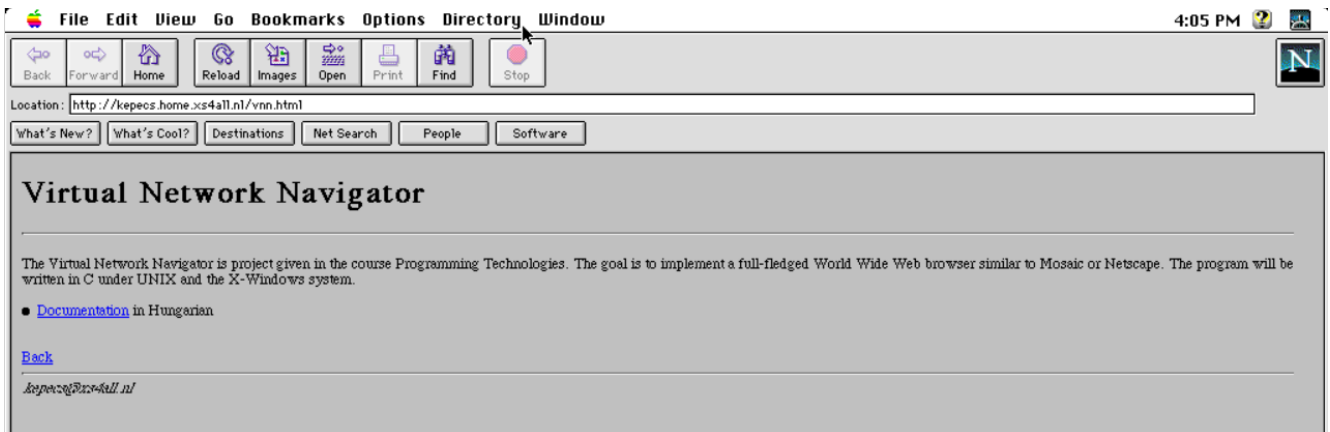 File Edit View Go Bookmarks Options Directory Window 4:05 PM
Back Forward Home Reload Images Open Print Find Stop N
Location: http://kepecs.home.xs4all.nl/vnn.html
What's New? What's Cool? Destinations Net Search People Software
Virtual Network Navigator
The Virtual Network Navigator is project given in the course Programming Technologies. The goal is to implement a full-fledged World Wide Web browser similar to Mosaic or Netscape. The program will be
written in C under UNIX and the X-Windows system.
• Documentation in Hungarian
Back
kepecs@xs4all.nl